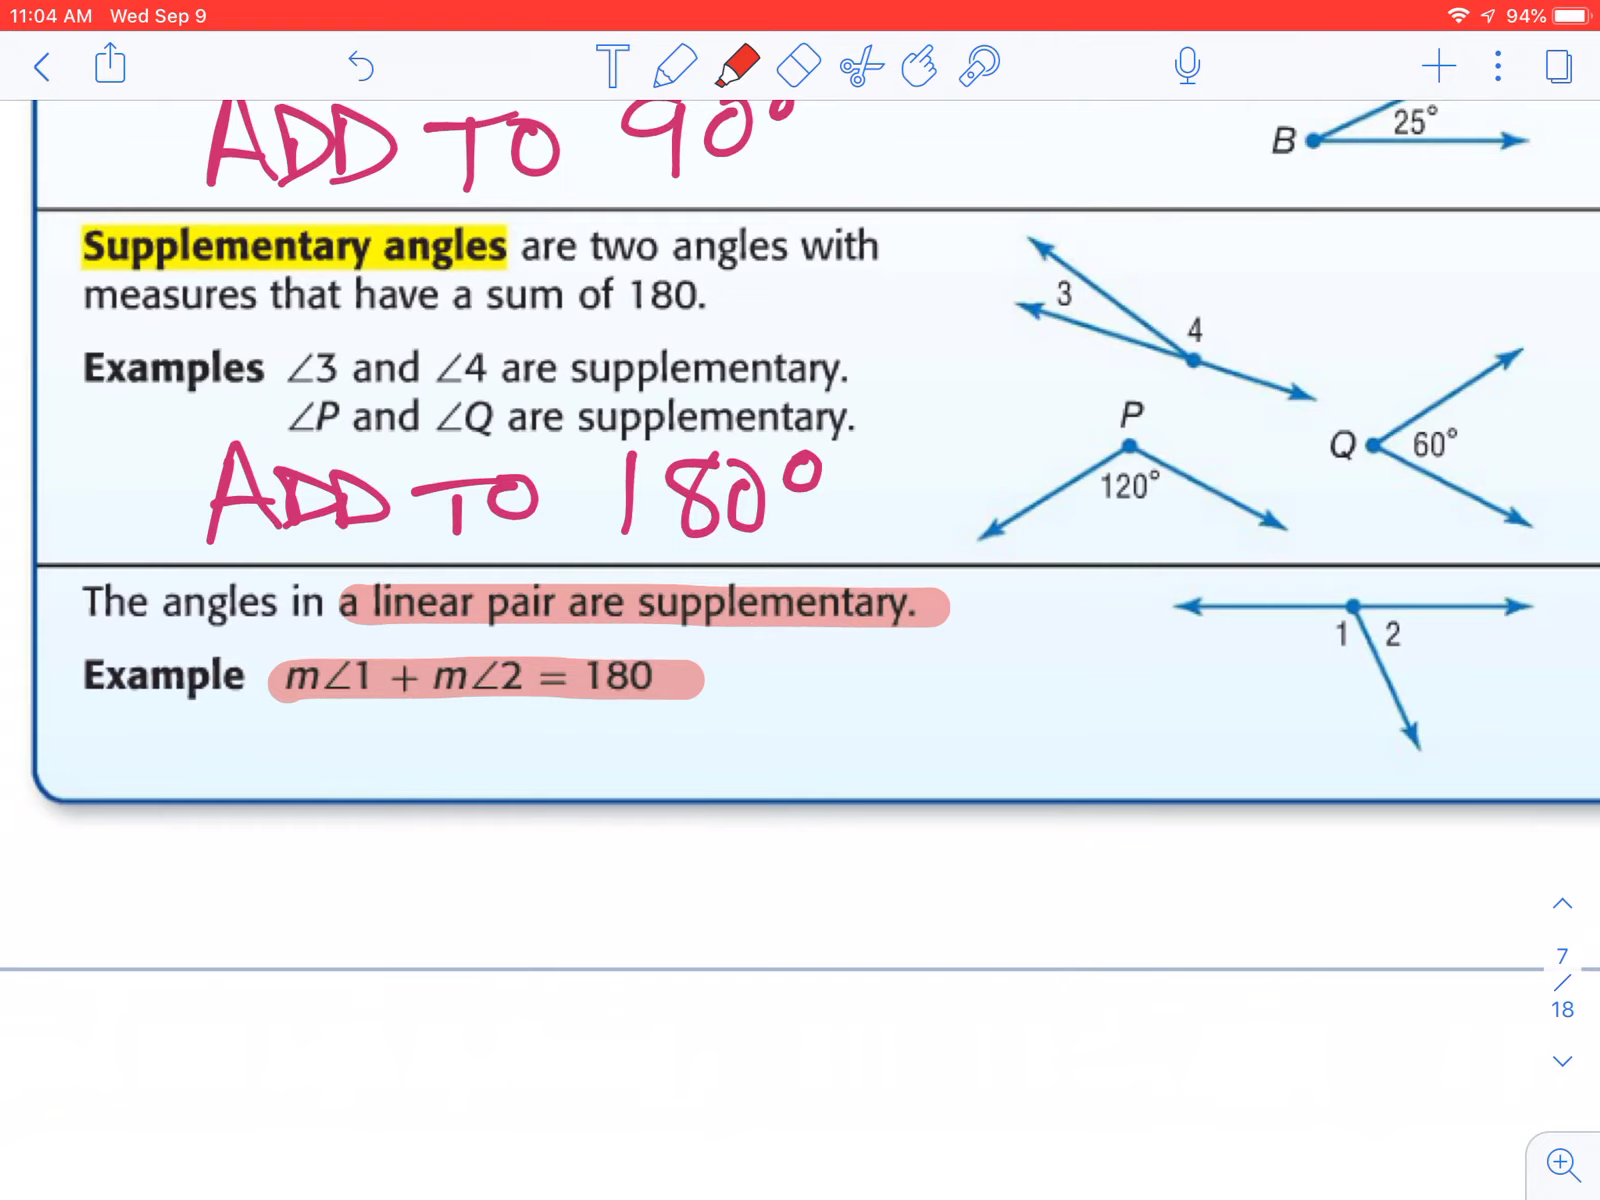 11:04 AM Wed Sep 9
94%
ADD TO 90°
B 25°
Supplementary angles are two angles with
measures that have a sum of 180.
3
4
Examples ∠3 and ∠4 are supplementary.
∠P and ∠Q are supplementary.
P
120°
Q 60°
ADD TO 180°
The angles in a linear pair are supplementary.
1 2
Example m∠1 + m∠2 = 180
7
/
18